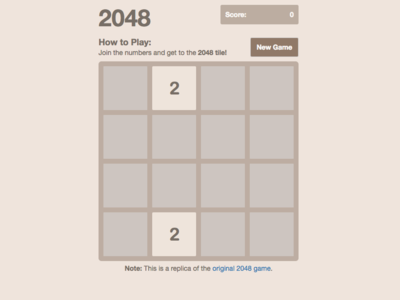 2048
Score: 0
How to Play:
Join the numbers and get to the 2048 tile!
New Game
2
2
Note: This is a replica of the original 2048 game.